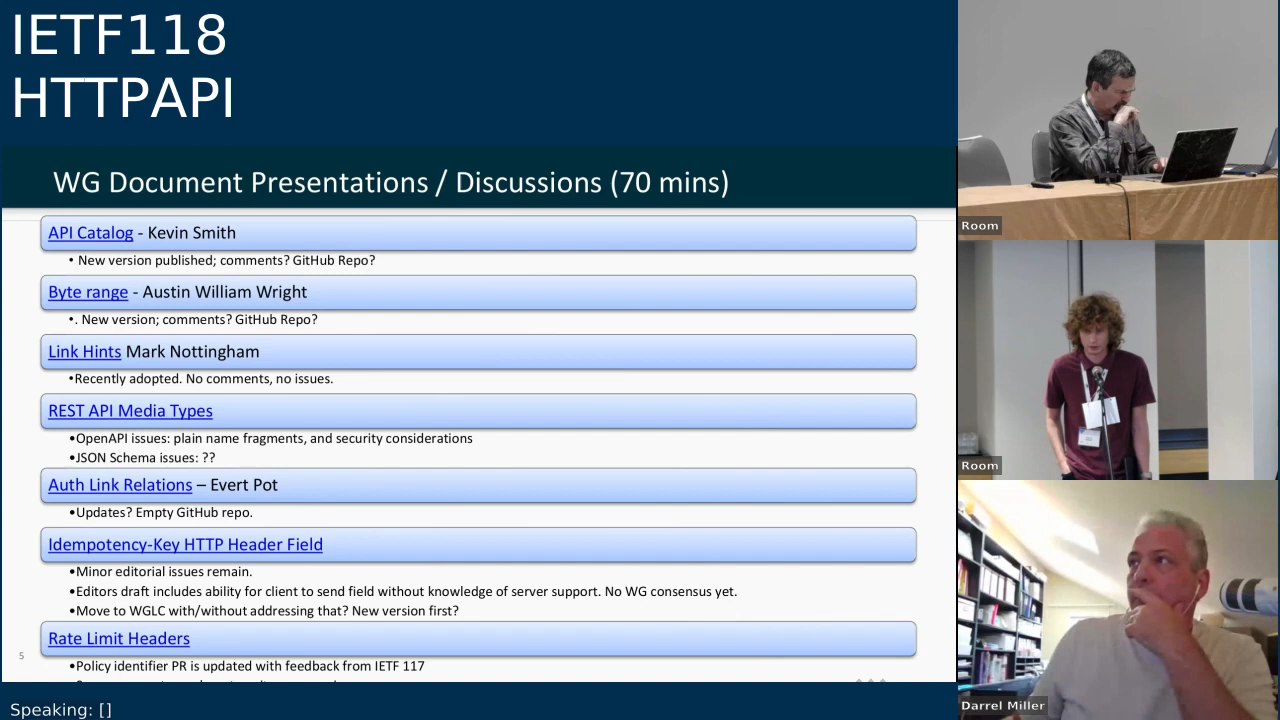 IETF118
HTTPAPI
WG Document Presentations / Discussions (70 mins)
API Catalog - Kevin Smith
• New version published; comments? GitHub Repo?
Byte range - Austin William Wright
•. New version; comments? GitHub Repo?
Link Hints Mark Nottingham
•Recently adopted. No comments, no issues.
REST API Media Types
•OpenAPI issues: plain name fragments, and security considerations
•JSON Schema issues: ??
Auth Link Relations – Evert Pot
•Updates? Empty GitHub repo.
Idempotency-Key HTTP Header Field
•Minor editorial issues remain.
•Editors draft includes ability for client to send field without knowledge of server support. No WG consensus yet.
•Move to WGLC with/without addressing that? New version first?
Rate Limit Headers
5
•Policy identifier PR is updated with feedback from IETF 117
Speaking: []
Room
Room
Darrel Miller